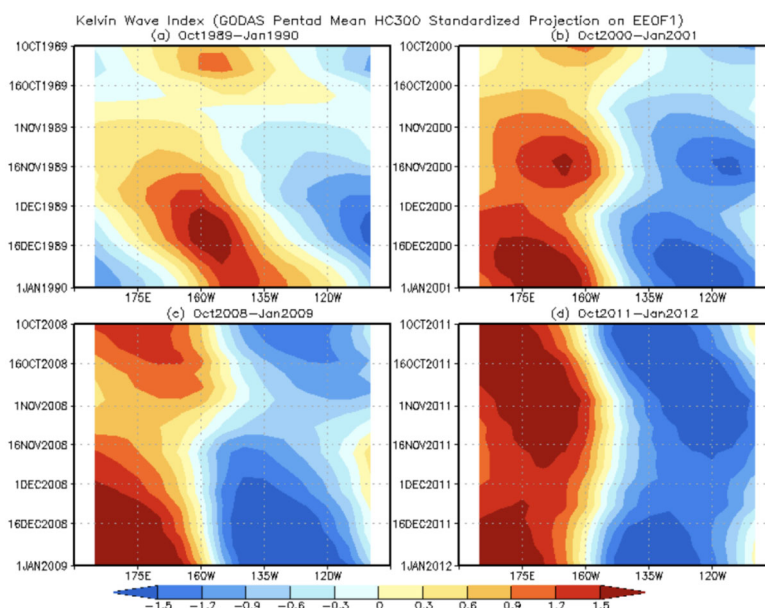 Kelvin Wave Index (GODAS Pentad Mean HC300 Standardized Projection on EEOF1)
(a) Oct1989-Jan1990
(b) Oct2000-Jan2001
1OCT1989
16OCT1989
1NOV1989
16NOV1989
1DEC1989
16DEC1989
1JAN1990
175E 160W 135W 120W
1OCT2000
16OCT2000
1NOV2000
16NOV2000
1DEC2000
16DEC2000
1JAN2001
175E 160W 135W 120W
(c) Oct2008-Jan2009
(d) Oct2011-Jan2012
1OCT2008
16OCT2008
1NOV2008
16NOV2008
1DEC2008
16DEC2008
1JAN2009
175E 160W 135W 120W
1OCT2011
16OCT2011
1NOV2011
16NOV2011
1DEC2011
16DEC2011
1JAN2012
175E 160W 135W 120W
-1.5 -1.2 -0.9 -0.6 -0.3 0 0.3 0.6 0.9 1.2 1.5